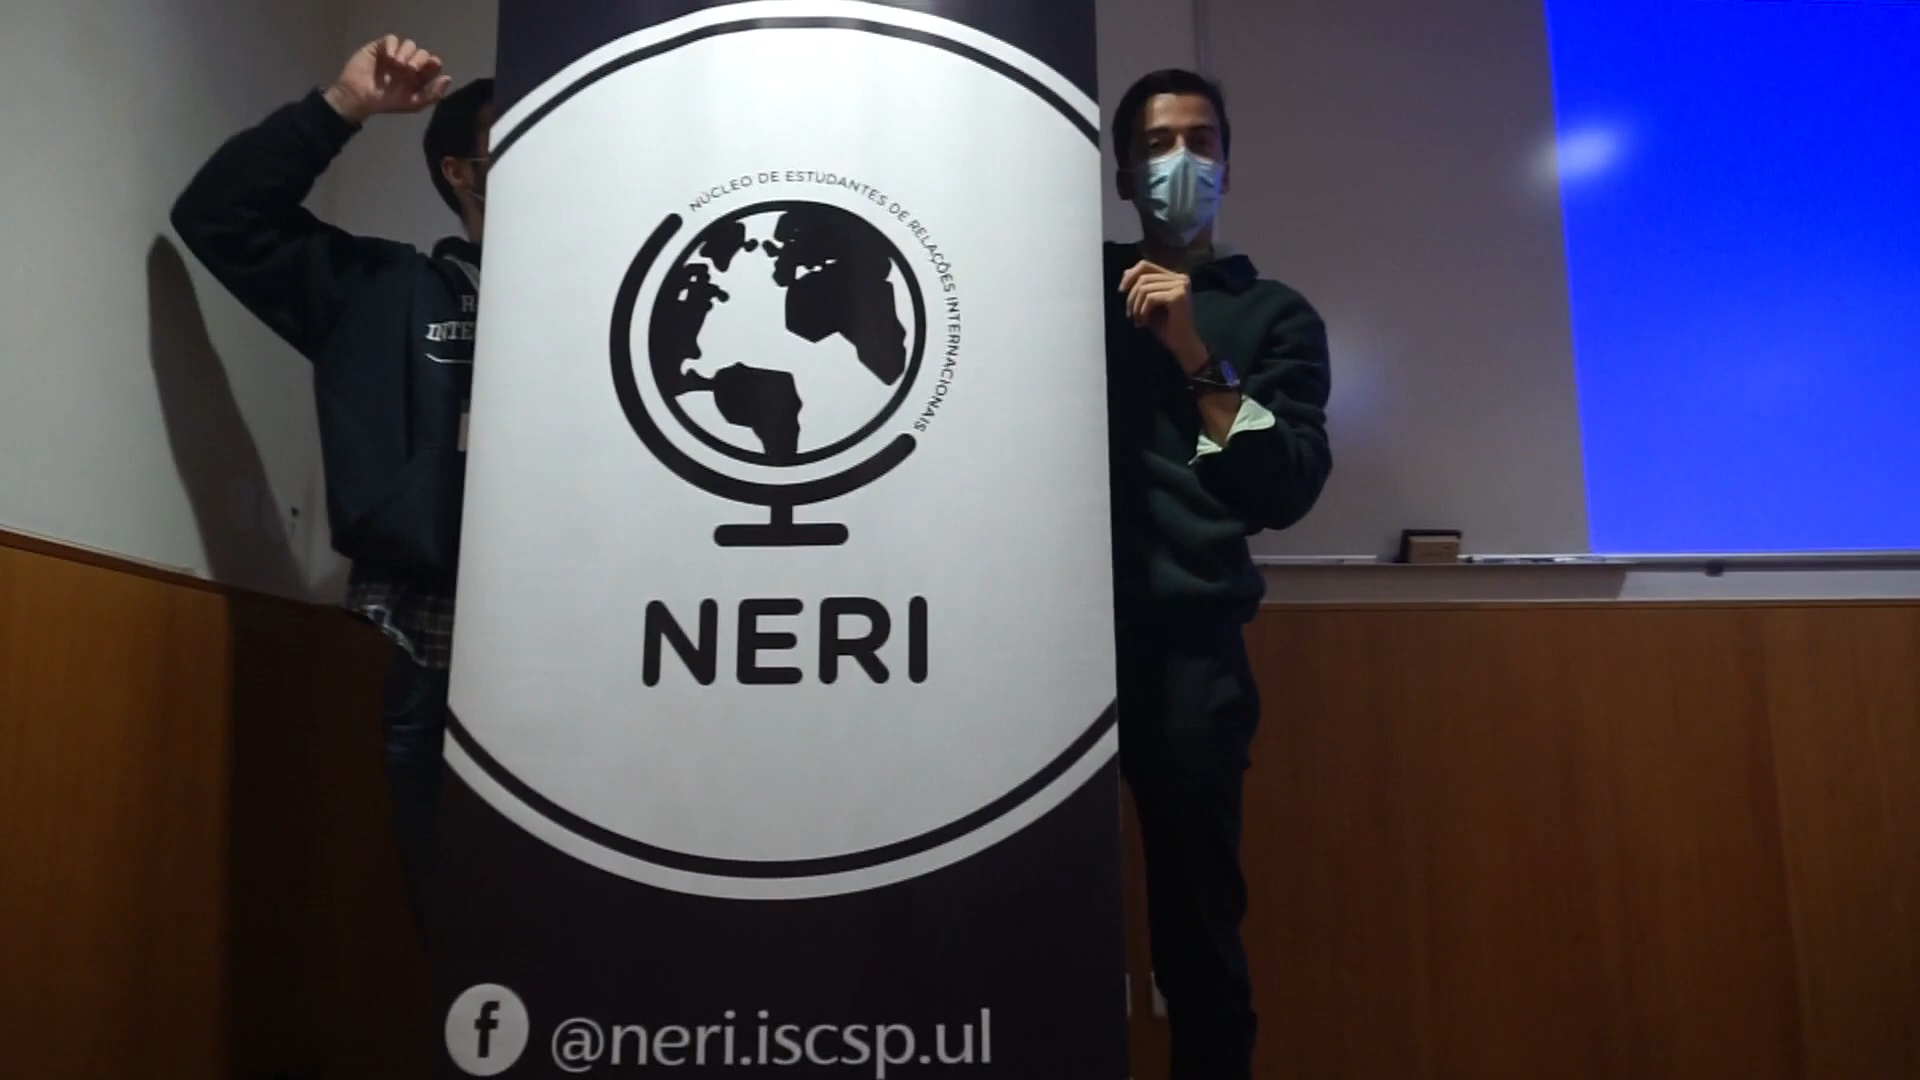 NÚCLEO DE ESTUDANTES DE RELAÇÕES INTERNACIONAIS
NERI
f @neri.iscsp.ul